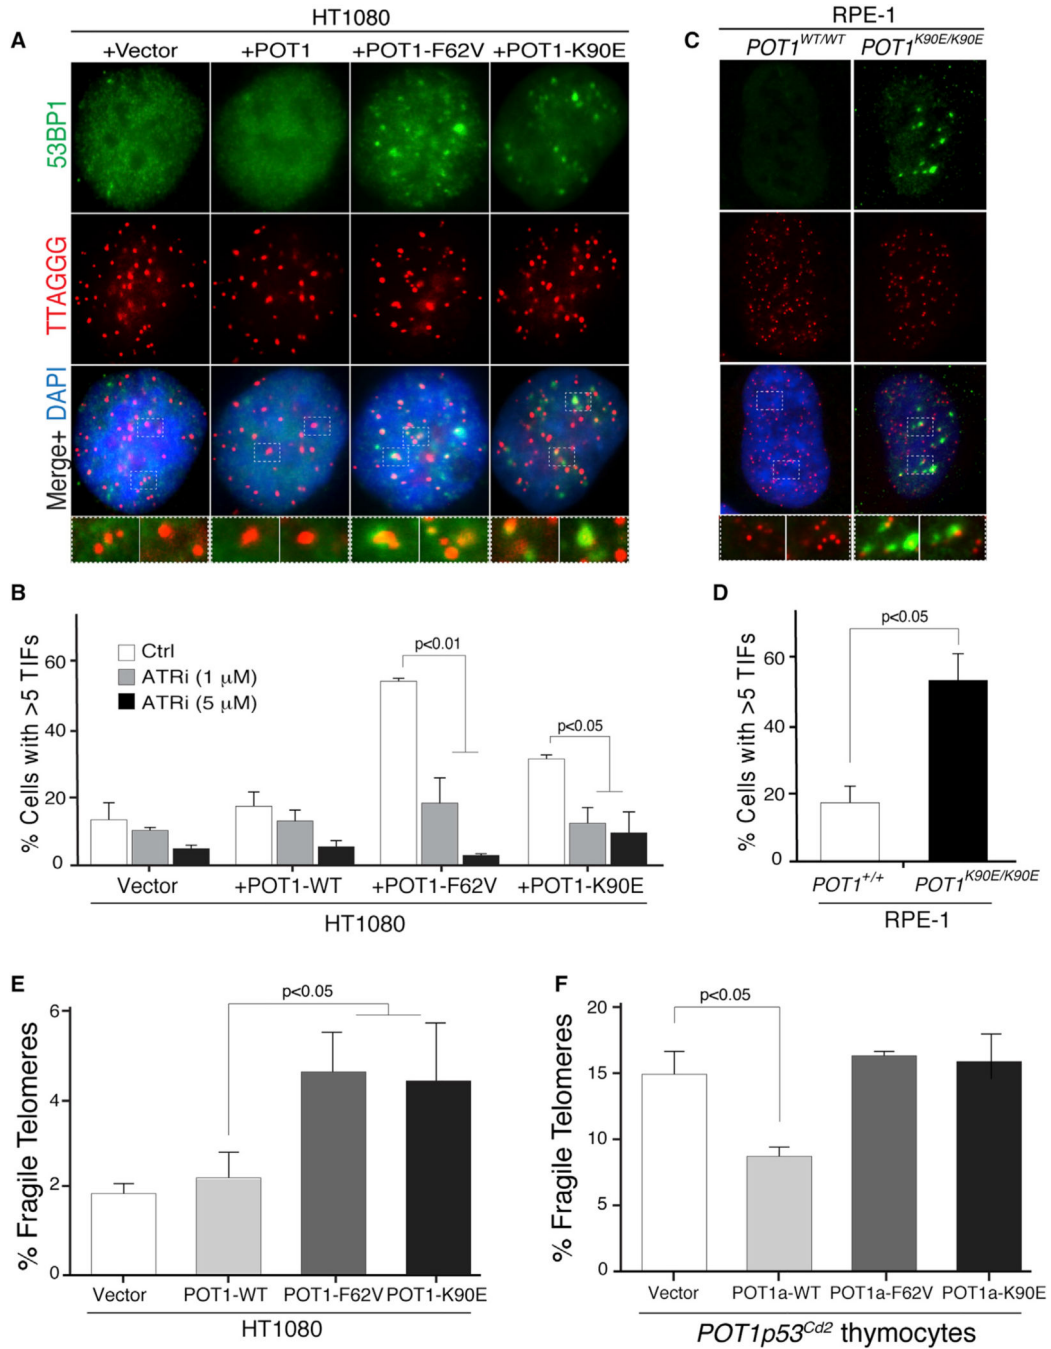 HT1080
A
+Vector
+POT1
+POT1-F62V
+POT1-K90E
53BP1
TTAGGG
Merge+ DAPI
RPE-1
C
POT1WT/WT
POT1K90E/K90E
B
% Cells with >5 TIFs
60
40
20
0
Ctrl
ATRi (1 μM)
ATRi (5 μM)
p<0.01
p<0.05
Vector
+POT1-WT
+POT1-F62V
+POT1-K90E
HT1080
D
% Cells with >5 TIFs
60
40
20
0
p<0.05
POT1+/+
POT1K90E/K90E
RPE-1
E
% Fragile Telomeres
6
4
2
0
p<0.05
Vector
POT1-WT
POT1-F62V
POT1-K90E
HT1080
F
% Fragile Telomeres
20
15
10
5
0
p<0.05
Vector
POT1a-WT
POT1a-F62V
POT1a-K90E
POT1p53Cd2 thymocytes